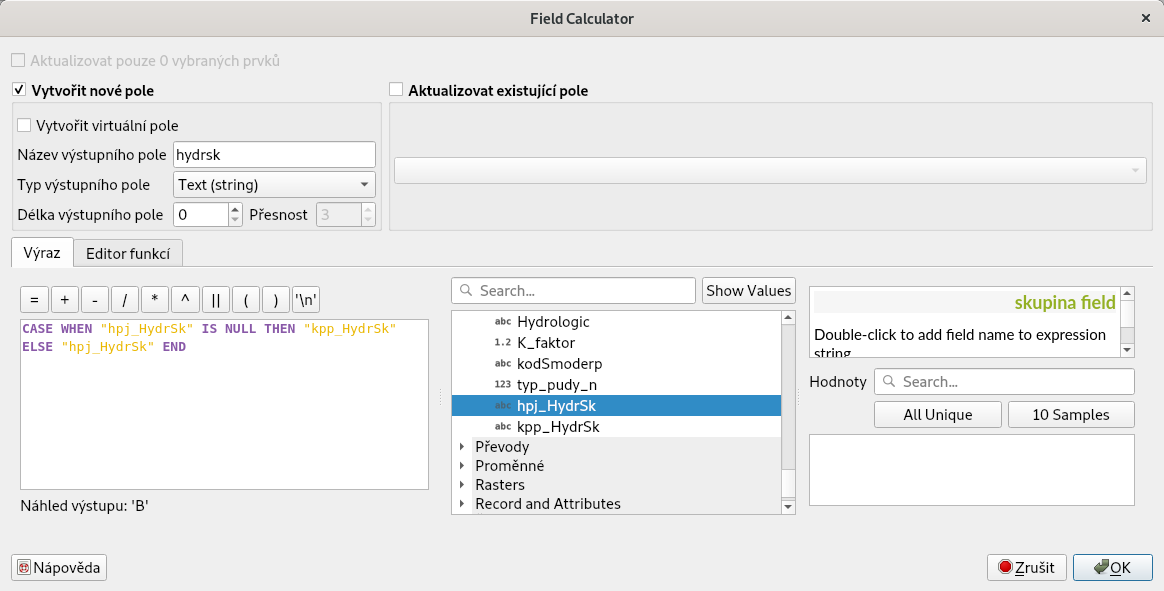 Field Calculator
Aktualizovat pouze 0 vybraných prvků
Vytvořit nové pole
Aktualizovat existující pole
Vytvořit virtuální pole
Název výstupního pole hydrsk
Typ výstupního pole Text (string)
Délka výstupního pole 0 Přesnost 3
Výraz Editor funkcí
= + - / * ^ || ( ) '\n'
CASE WHEN "hpj_HydrSk" IS NULL THEN "kpp_HydrSk"
ELSE "hpj_HydrSk" END
Náhled výstupu: 'B'
Search... Show Values
abc Hydrologic
1.2 K_faktor
abc kodSmoderp
123 typ_pudy_n
abc hpj_HydrSk
abc kpp_HydrSk
Převody
Proměnné
Rasters
Record and Attributes
skupina field
Double-click to add field name to expression
string
Hodnoty Search...
All Unique 10 Samples
Nápověda Zrušit OK